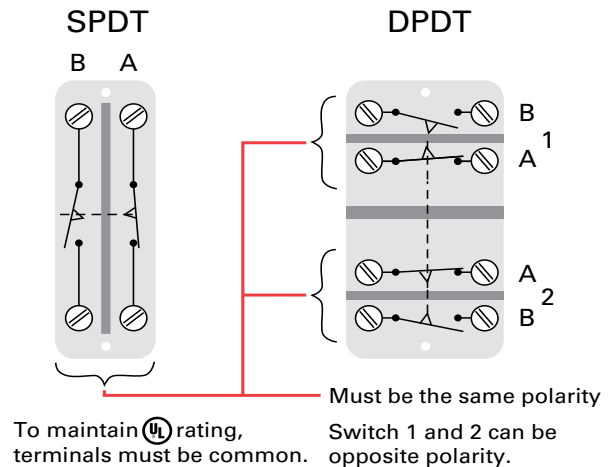 SPDT
DPDT
B A
B
1
A
A
2
B
Must be the same polarity
To maintain UL rating,
terminals must be common.
Switch 1 and 2 can be
opposite polarity.